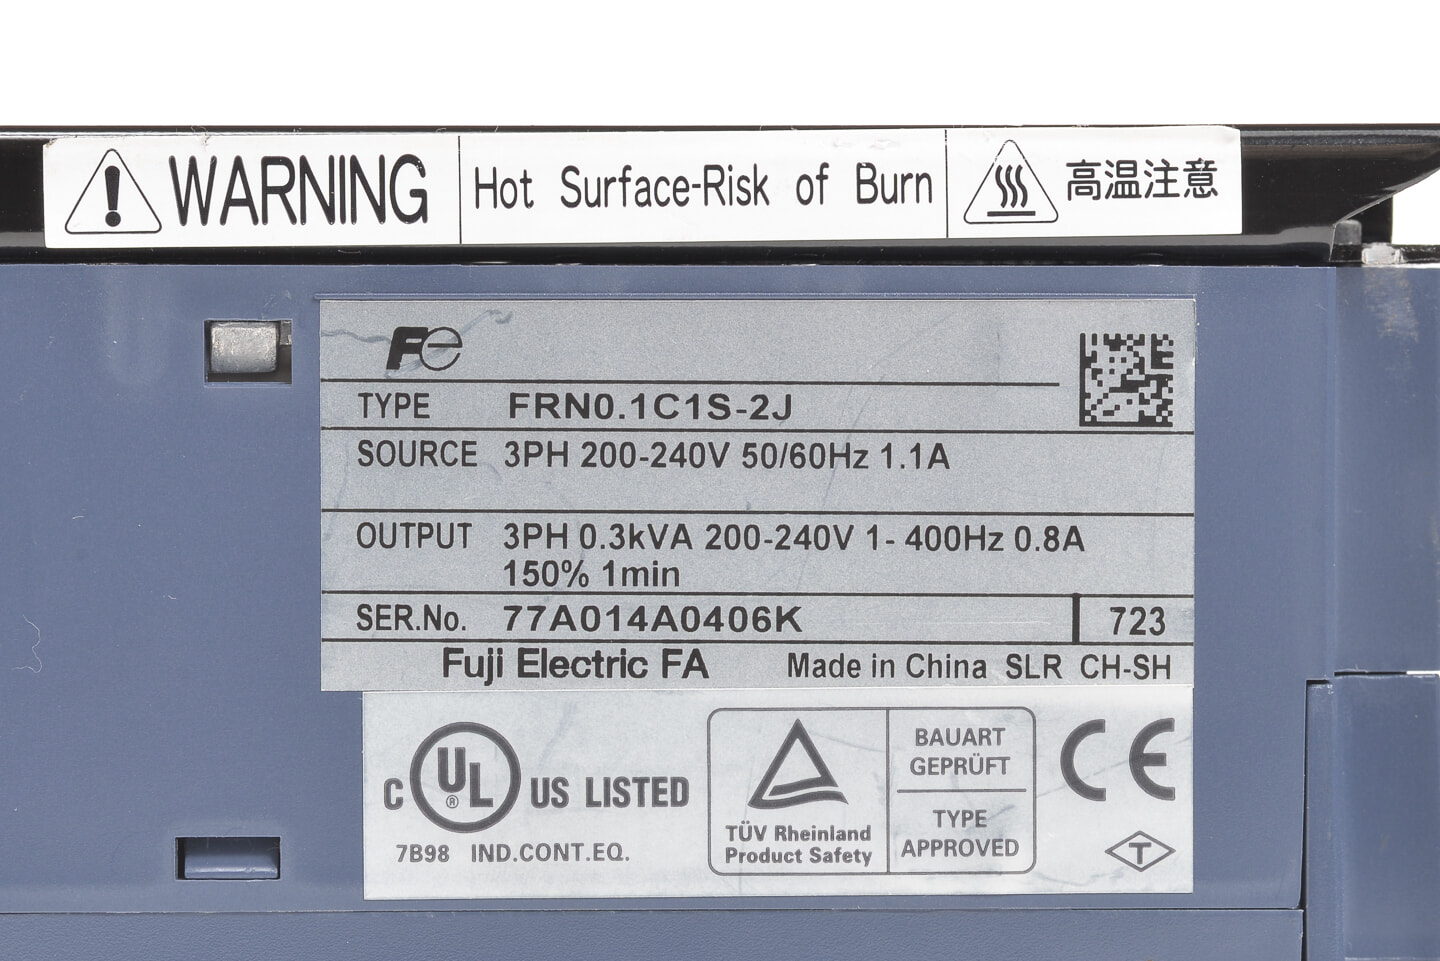 WARNING Hot Surface-Risk of Burn 高温注意
Fe
TYPE FRN0.1C1S-2J
SOURCE 3PH 200-240V 50/60Hz 1.1A
OUTPUT 3PH 0.3kVA 200-240V 1- 400Hz 0.8A
150% 1min
SER.No. 77A014A0406K 723
Fuji Electric FA Made in China SLR CH-SH
C UL ® US LISTED
7B98 IND.CONT.EQ.
TÜV Rheinland
Product Safety
BAUART
GEPRÜFT
TYPE
APPROVED
CE
T